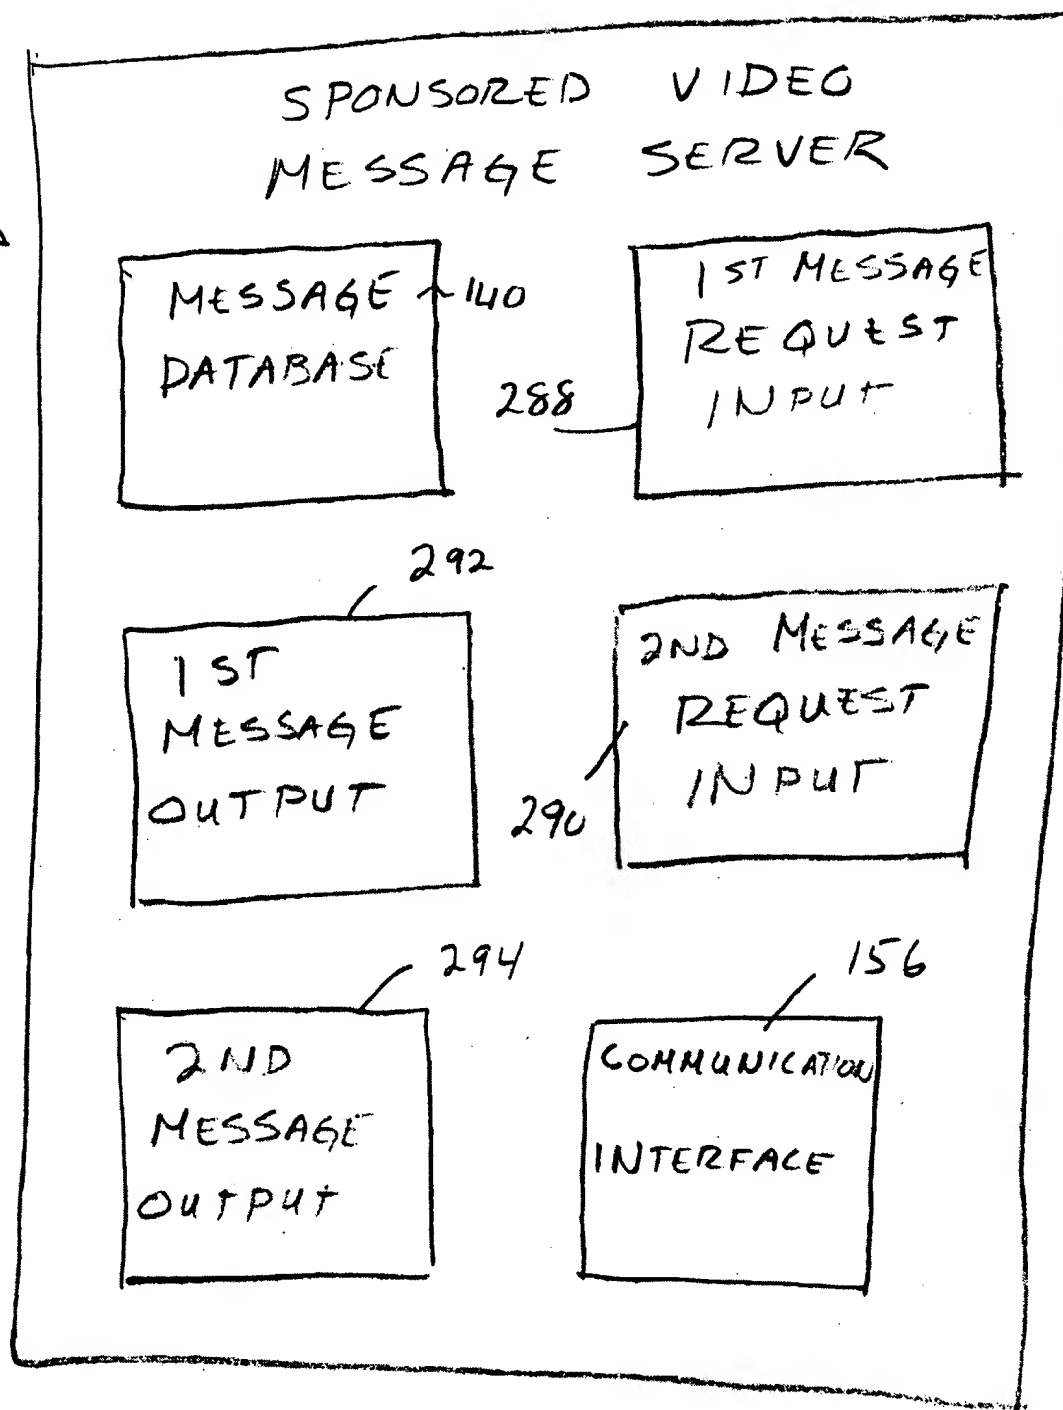 SPONSORED VIDEO
MESSAGE SERVER
MESSAGE
DATABASE
140
1ST MESSAGE
REQUEST
INPUT
288
292
1ST
MESSAGE
OUTPUT
2ND MESSAGE
REQUEST
INPUT
290
294
2ND
MESSAGE
OUTPUT
156
COMMUNICATION
INTERFACE